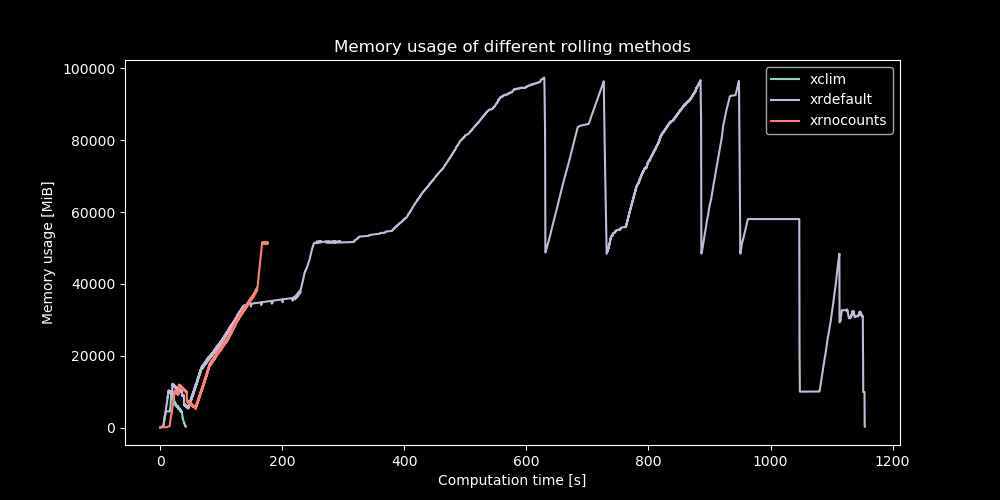 Memory usage of different rolling methods
xclim
xrdefault
xrnocounts
Memory usage [MiB]
100000
80000
60000
40000
20000
0
0 200 400 600 800 1000 1200
Computation time [s]